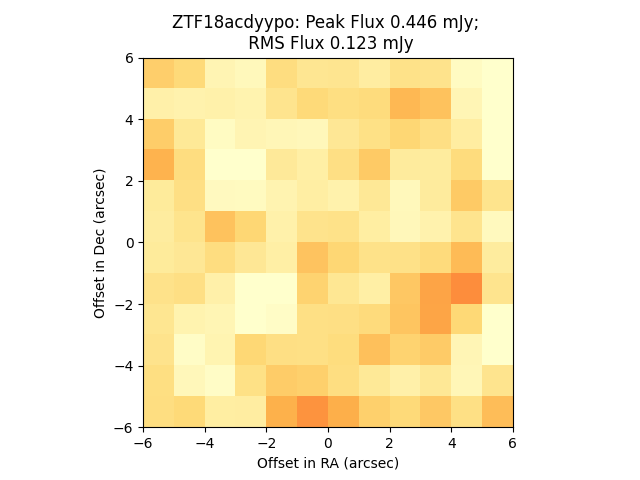 ZTF18acdyypo: Peak Flux 0.446 mJy;
RMS Flux 0.123 mJy
6
4
2
0
−2
−4
−6
Offset in Dec (arcsec)
−6 −4 −2 0 2 4 6
Offset in RA (arcsec)